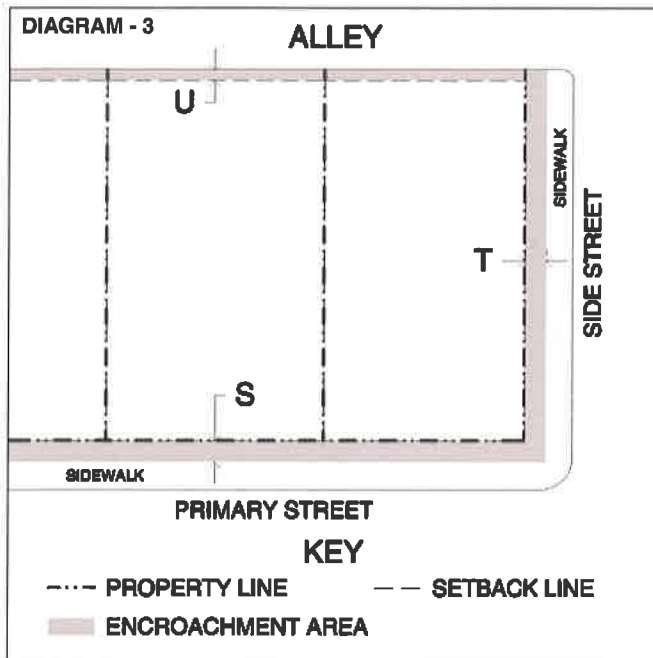 DIAGRAM - 3
ALLEY
U
SIDEWALK
T
SIDE STREET
S
SIDEWALK
PRIMARY STREET
KEY
PROPERTY LINE
SETBACK LINE
ENCROACHMENT AREA